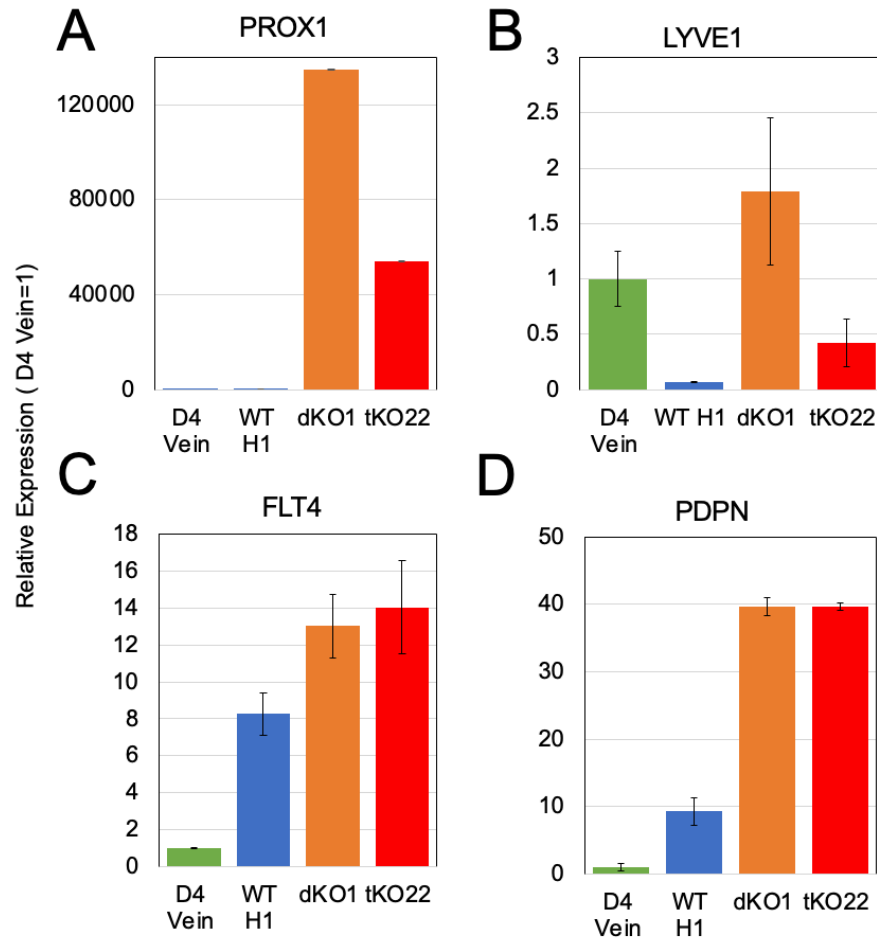 A
PROX1
120000
80000
40000
0
D4
Vein
WT
H1
dKO1
tKO22
B
LYVE1
3
2.5
2
1.5
1
0.5
0
D4
Vein
WT H1
dKO1
tKO22
Relative Expression ( D4 Vein=1)
C
FLT4
18
16
14
12
10
8
6
4
2
0
D4
Vein
WT
H1
dKO1
tKO22
D
PDPN
50
40
30
20
10
0
D4
Vein
WT
H1
dKO1
tKO22